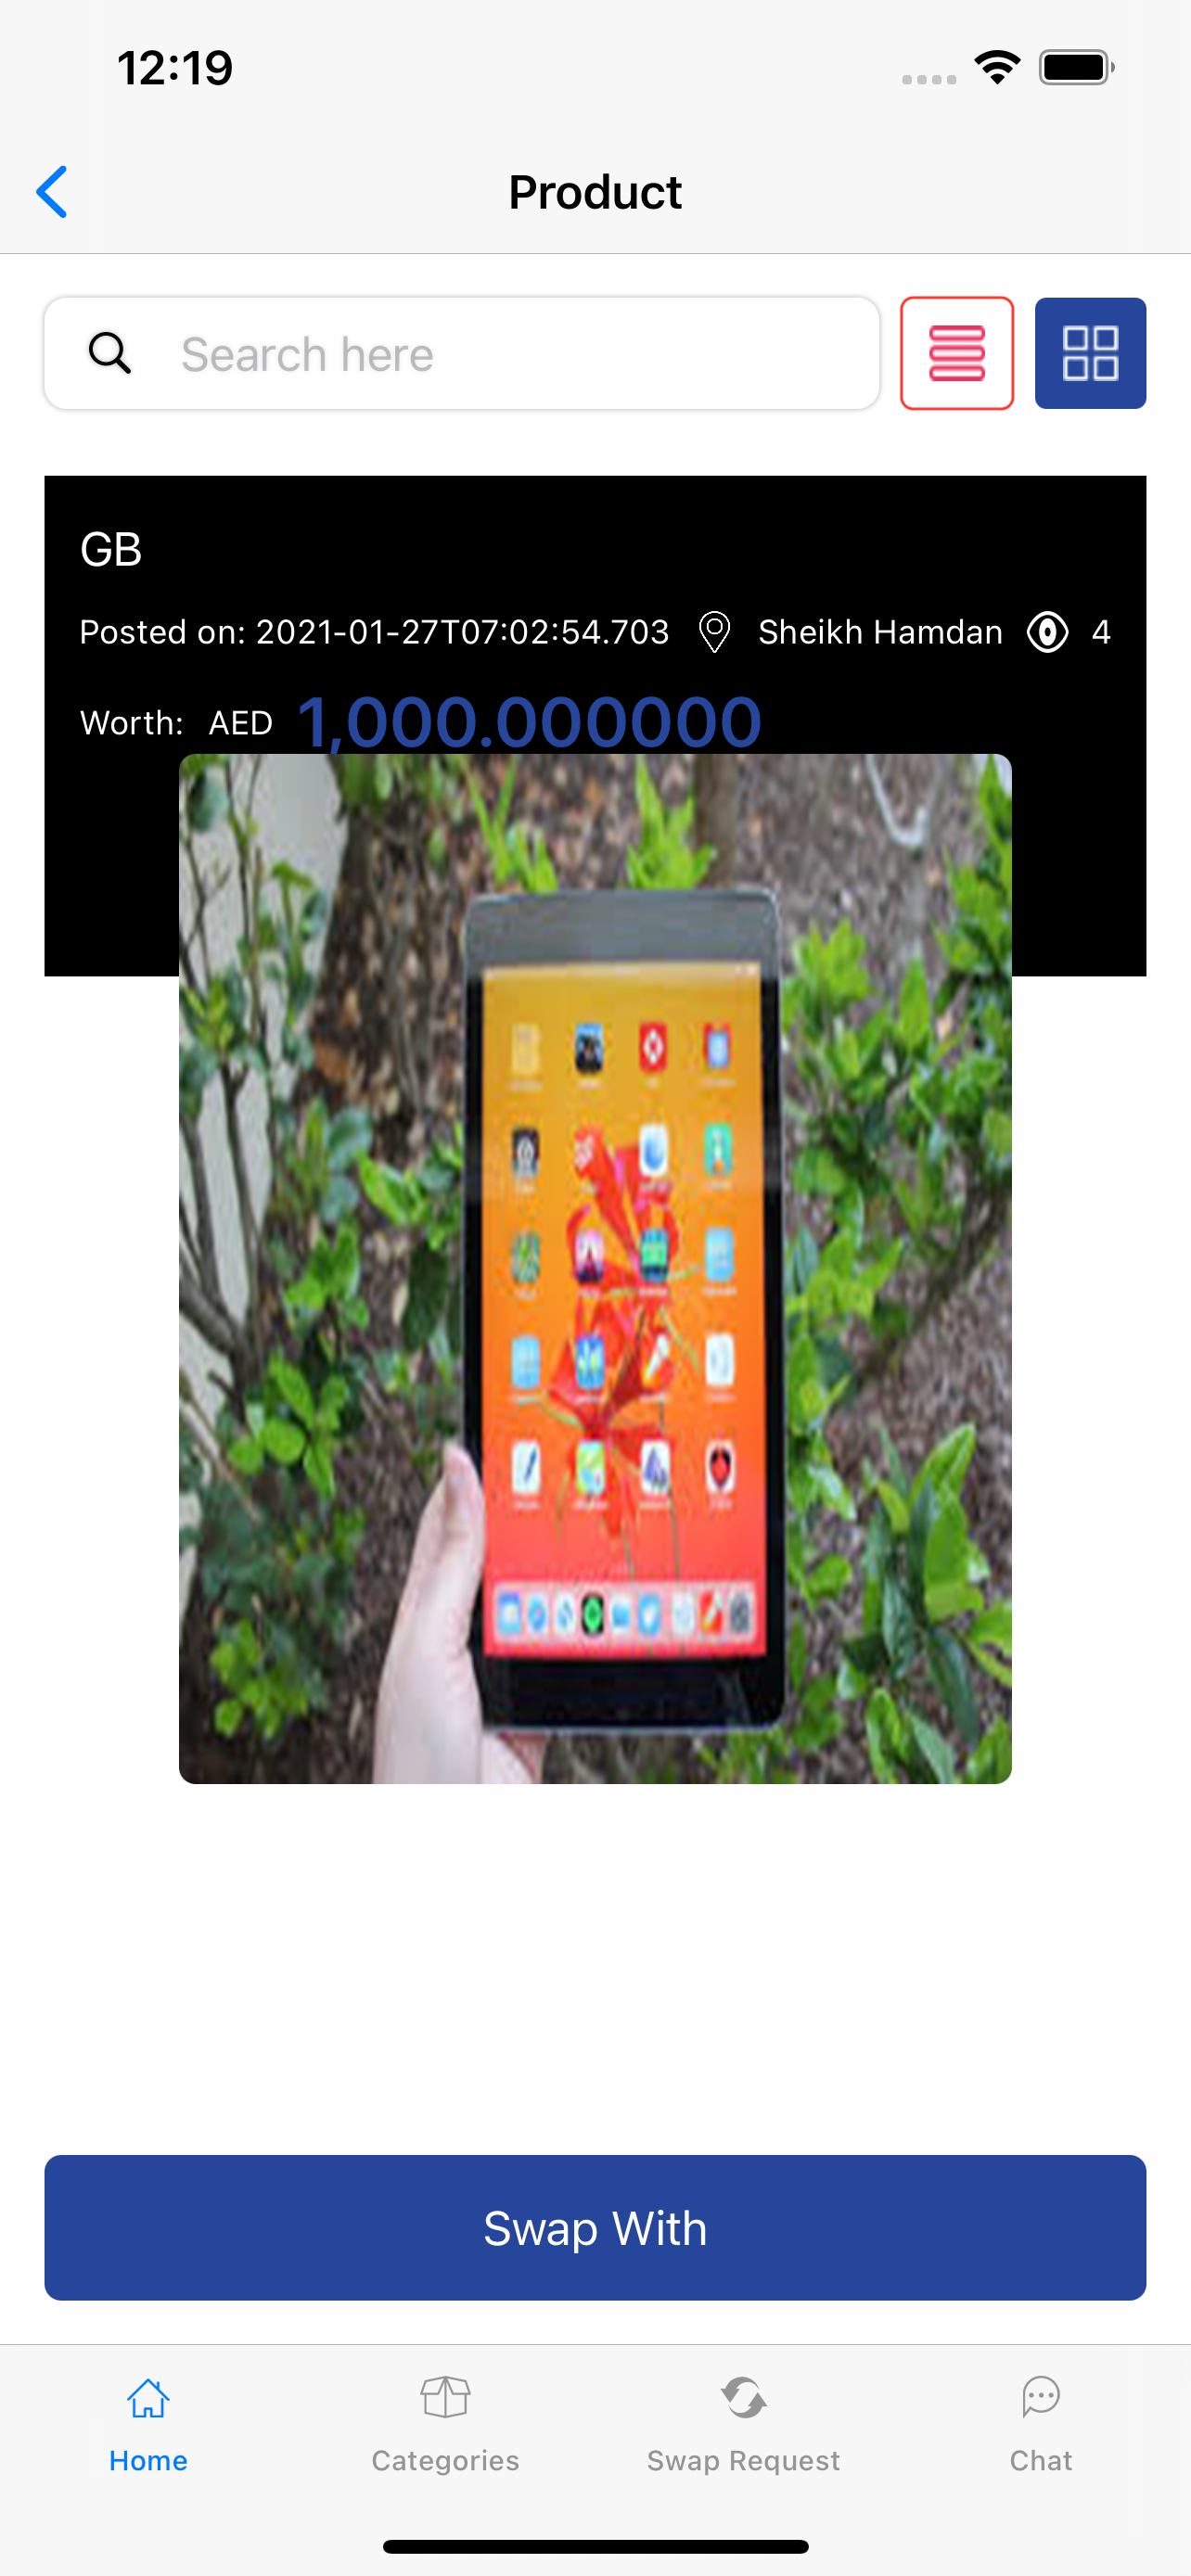 12:19
Product
Search here
GB
Posted on: 2021-01-27T07:02:54.703 Sheikh Hamdan 4
Worth: AED 1,000.000000
Swap With
Home Categories Swap Request Chat